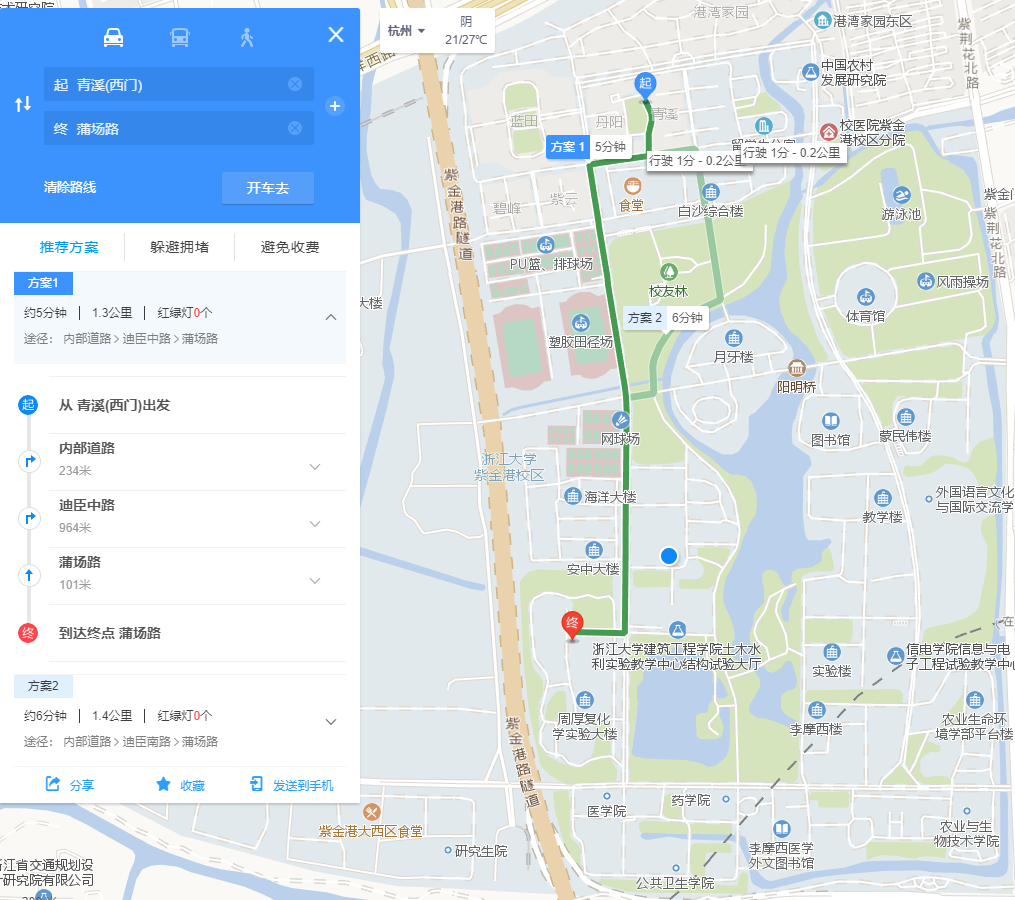 起 青溪(西门)
终 蒲场路
清除路线
开车去
推荐方案
躲避拥堵
避免收费
方案1
约5分钟 | 1.3公里 | 红绿灯0个
途径： 内部道路 > 迪臣中路 > 蒲场路
起
从 青溪(西门)出发
内部道路
234米
迪臣中路
964米
蒲场路
101米
终
到达终点 蒲场路
方案2
约6分钟 | 1.4公里 | 红绿灯0个
途径： 内部道路 > 迪臣南路 > 蒲场路
分享
收藏
发送到手机
杭州
阴
21/27℃
港湾家园
港湾家园东区
紫荆花北路
中国农村
发展研究院
起
青溪
蓝田
丹阳
校医院紫金
港校区分院
方案 1 5分钟
行驶 1分 - 0.2公里
行驶 1分 - 0.2公里
紫金港路隧道
碧峰
紫云
食堂
白沙综合楼
游泳池
紫金
紫荆花北路
PU篮、排球场
校友林
风雨操场
大楼
体育馆
方案 2 6分钟
塑胶田径场
月牙楼
阳明桥
网球场
图书馆
蒙民伟楼
浙江大学
紫金港校区
海洋大楼
教学楼
外国语言文化
与国际交流学
安中大楼
终
浙江大学建筑工程学院土木水
利实验教学中心结构试验大厅
信电学院信息与电
子工程试验教学中心
实验楼
在
周厚复化
学实验大楼
李摩西楼
农业生命环
境学部平台楼
紫金港路隧道
紫金港大西区食堂
研究生院
医学院
药学院
李摩西医学
外文图书馆
农业与生
物技术学院
公共卫生学院
江省交通规划设
计研究院有限公司